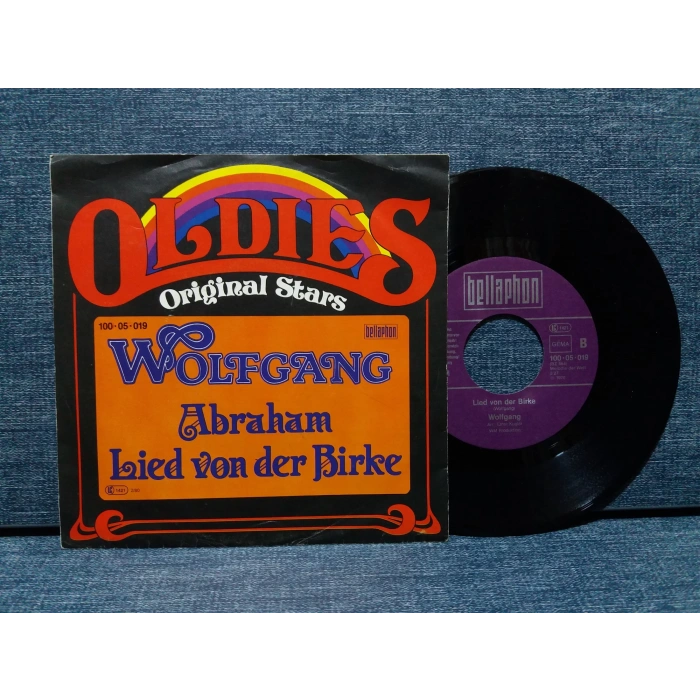 OLDIES
Original Stars
100-05-019
bellaphon
WOLFGANG
Abraham
Lied von der Birke
bellaphon
GEMA
B
100-05-019
Lied von der Birke
(Wolfgang)
Wolfgang